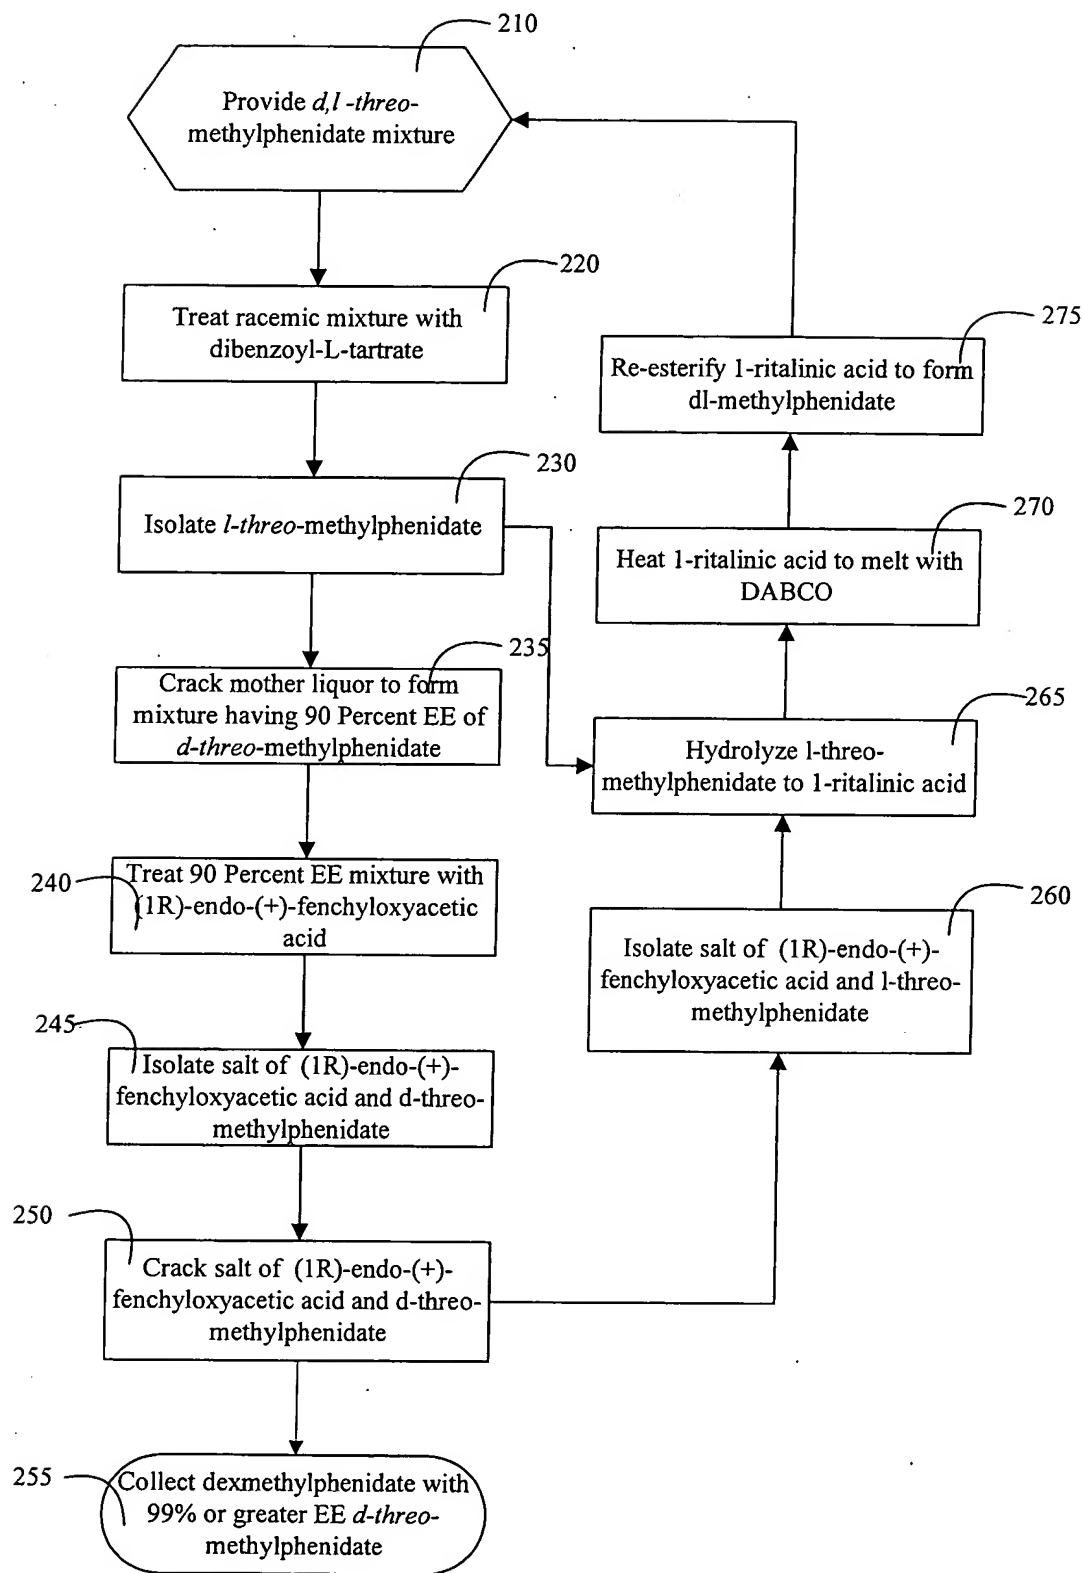 210
Provide d,l -threo-
methylphenidate mixture
220
Treat racemic mixture with
dibenzoyl-L-tartrate
230
Isolate l-threo-methylphenidate
235
Crack mother liquor to form
mixture having 90 Percent EE of
d-threo-methylphenidate
240
Treat 90 Percent EE mixture with
(1R)-endo-(+)-fenchyloxyacetic
acid
245
Isolate salt of (1R)-endo-(+)-
fenchyloxyacetic acid and d-threo-
methylphenidate
250
Crack salt of (1R)-endo-(+)-
fenchyloxyacetic acid and d-threo-
methylphenidate
255
Collect dexmethylphenidate with
99% or greater EE d-threo-
methylphenidate
260
Isolate salt of (1R)-endo-(+)-
fenchyloxyacetic acid and l-threo-
methylphenidate
265
Hydrolyze l-threo-
methylphenidate to 1-ritalinic acid
270
Heat 1-ritalinic acid to melt with
DABCO
275
Re-esterify 1-ritalinic acid to form
dl-methylphenidate